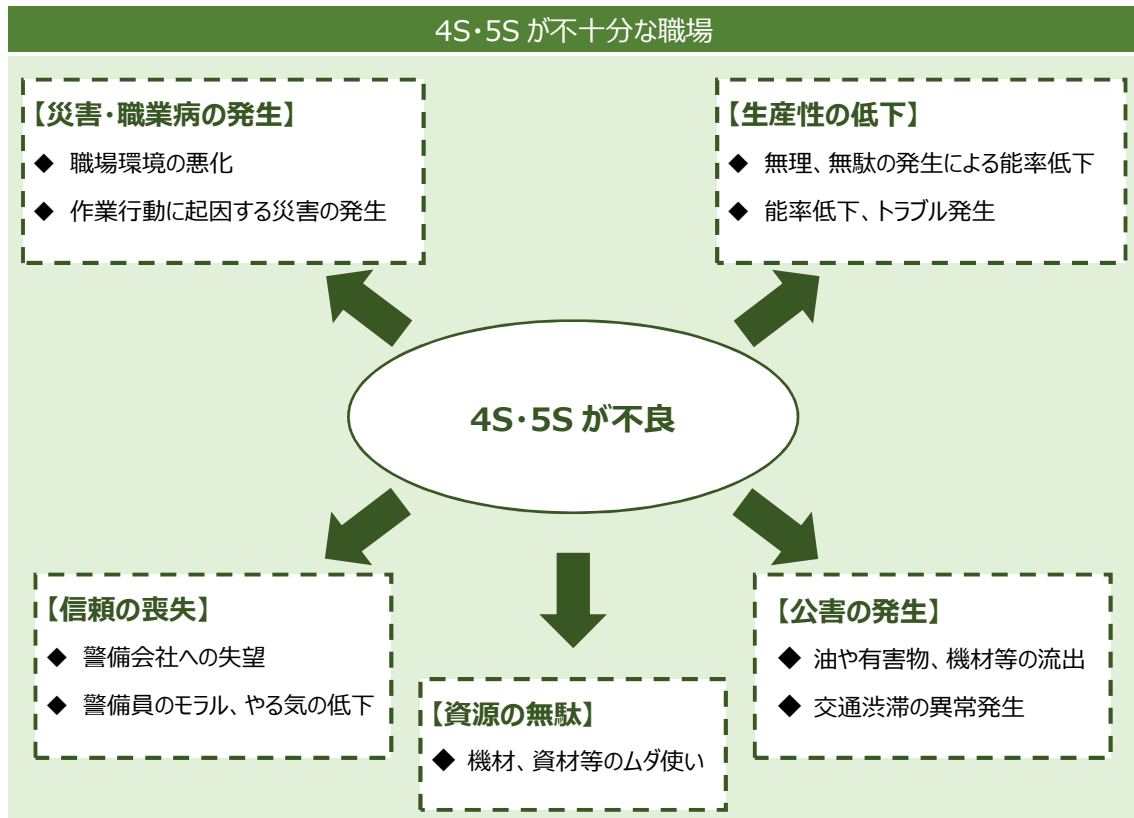 4S・5S が不十分な職場
【災害・職業病の発生】
◆ 職場環境の悪化
◆ 作業行動に起因する災害の発生
【生産性の低下】
◆ 無理、無駄の発生による能率低下
◆ 能率低下、トラブル発生
4S・5S が不良
【信頼の喪失】
◆ 警備会社への失望
◆ 警備員のモラル、やる気の低下
【資源の無駄】
◆ 機材、資材等のムダ使い
【公害の発生】
◆ 油や有害物、機材等の流出
◆ 交通渋滞の異常発生